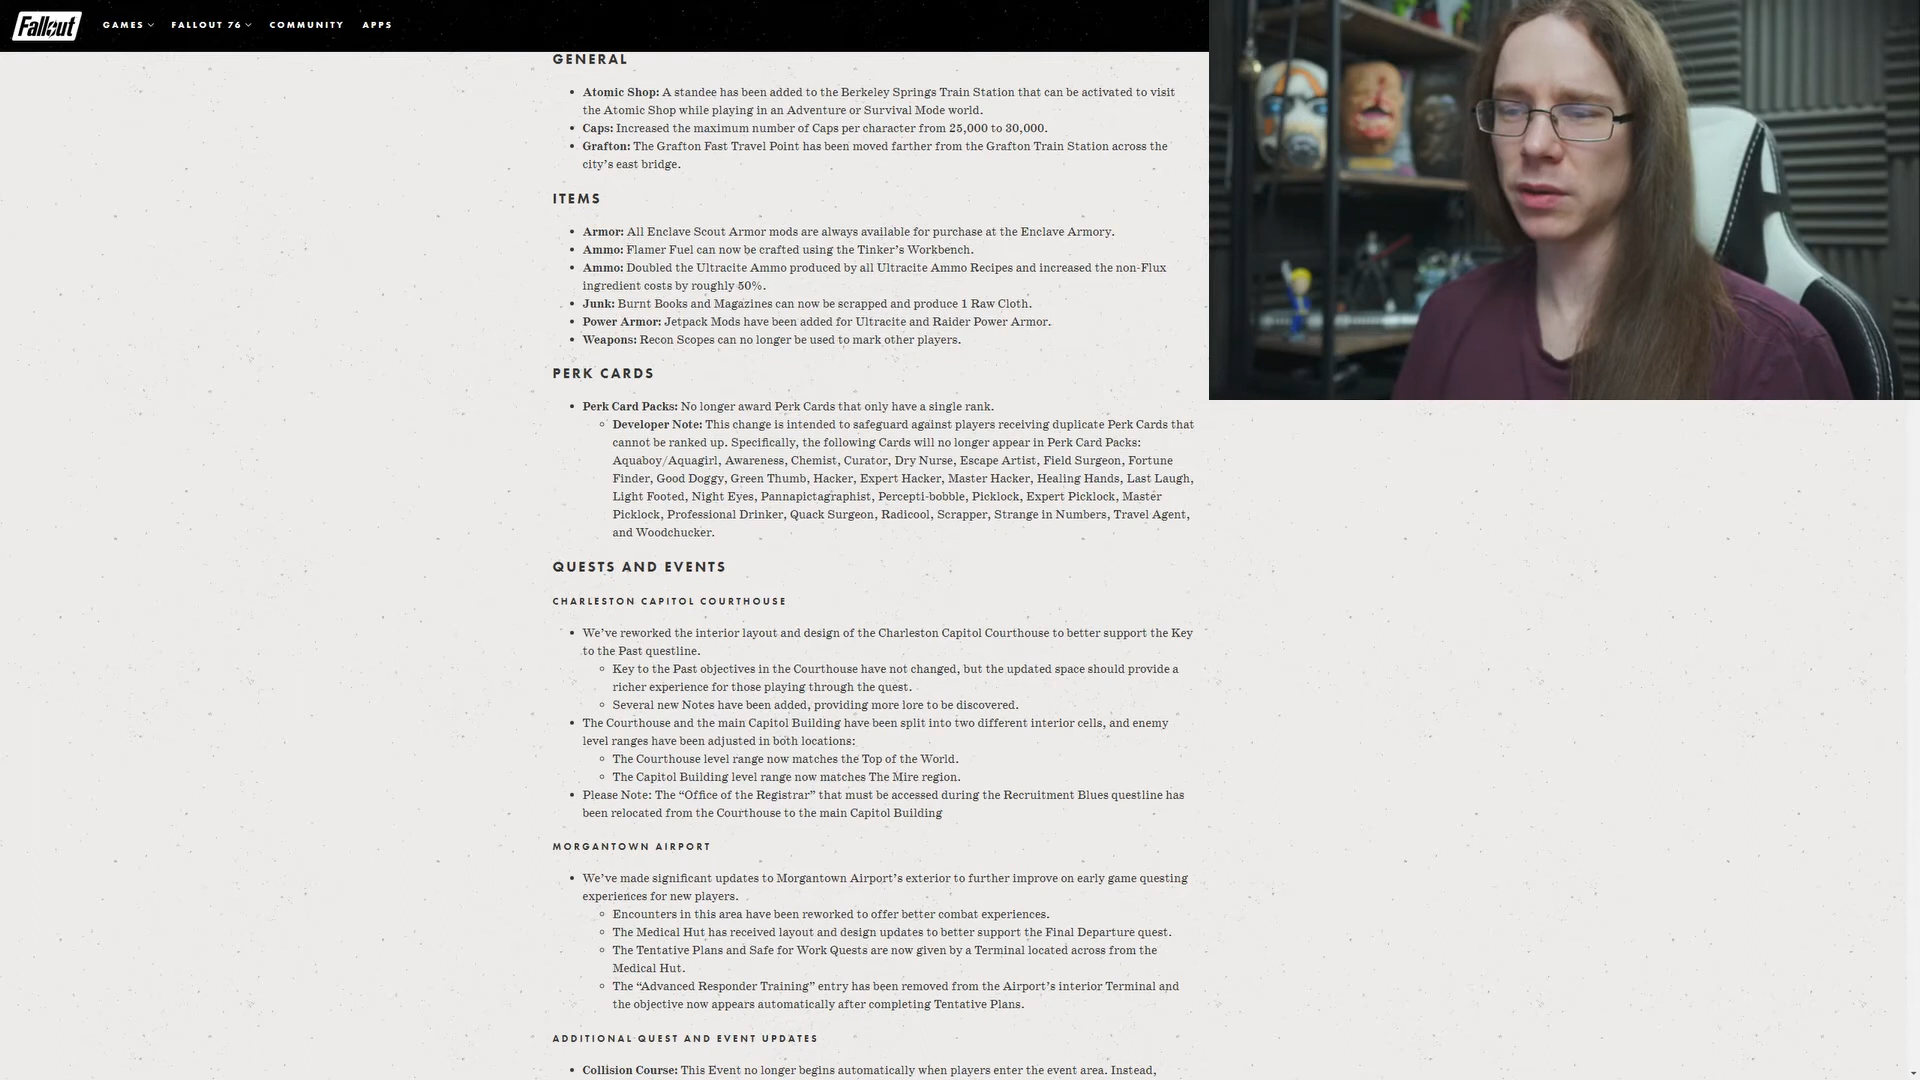 Fallout GAMES FALLOUT 76 COMMUNITY APPS
GENERAL
• Atomic Shop: A standee has been added to the Berkeley Springs Train Station that can be activated to visit
the Atomic Shop while playing in an Adventure or Survival Mode world.
• Caps: Increased the maximum number of Caps per character from 25,000 to 30,000.
• Grafton: The Grafton Fast Travel Point has been moved farther from the Grafton Train Station across the
city's east bridge.
ITEMS
• Armor: All Enclave Scout Armor mods are always available for purchase at the Enclave Armory.
• Ammo: Flamer Fuel can now be crafted using the Tinker's Workbench.
• Ammo: Doubled the Ultracite Ammo produced by all Ultracite Ammo Recipes and increased the non-Flux
ingredient costs by roughly 50%.
• Junk: Burnt Books and Magazines can now be scrapped and produce 1 Raw Cloth.
• Power Armor: Jetpack Mods have been added for Ultracite and Raider Power Armor.
• Weapons: Recon Scopes can no longer be used to mark other players.
PERK CARDS
• Perk Card Packs: No longer award Perk Cards that only have a single rank.
◦ Developer Note: This change is intended to safeguard against players receiving duplicate Perk Cards that
cannot be ranked up. Specifically, the following Cards will no longer appear in Perk Card Packs:
Aquaboy/Aquagirl, Awareness, Chemist, Curator, Dry Nurse, Escape Artist, Field Surgeon, Fortune
Finder, Good Doggy, Green Thumb, Hacker, Expert Hacker, Master Hacker, Healing Hands, Last Laugh,
Light Footed, Night Eyes, Pannapictagraphist, Percepti-bobble, Picklock, Expert Picklock, Master
Picklock, Professional Drinker, Quack Surgeon, Radicool, Scrapper, Strange in Numbers, Travel Agent,
and Woodchucker.
QUESTS AND EVENTS
CHARLESTON CAPITOL COURTHOUSE
• We've reworked the interior layout and design of the Charleston Capitol Courthouse to better support the Key
to the Past questline.
◦ Key to the Past objectives in the Courthouse have not changed, but the updated space should provide a
richer experience for those playing through the quest.
◦ Several new Notes have been added, providing more lore to be discovered.
• The Courthouse and the main Capitol Building have been split into two different interior cells, and enemy
level ranges have been adjusted in both locations:
◦ The Courthouse level range now matches the Top of the World.
◦ The Capitol Building level range now matches The Mire region.
• Please Note: The “Office of the Registrar” that must be accessed during the Recruitment Blues questline has
been relocated from the Courthouse to the main Capitol Building
MORGANTOWN AIRPORT
• We've made significant updates to Morgantown Airport's exterior to further improve on early game questing
experiences for new players.
◦ Encounters in this area have been reworked to offer better combat experiences.
◦ The Medical Hut has received layout and design updates to better support the Final Departure quest.
◦ The Tentative Plans and Safe for Work Quests are now given by a Terminal located across from the
Medical Hut.
◦ The “Advanced Responder Training” entry has been removed from the Airport's interior Terminal and
the objective now appears automatically after completing Tentative Plans.
ADDITIONAL QUEST AND EVENT UPDATES
• Collision Course: This Event no longer begins automatically when players enter the event area. Instead,